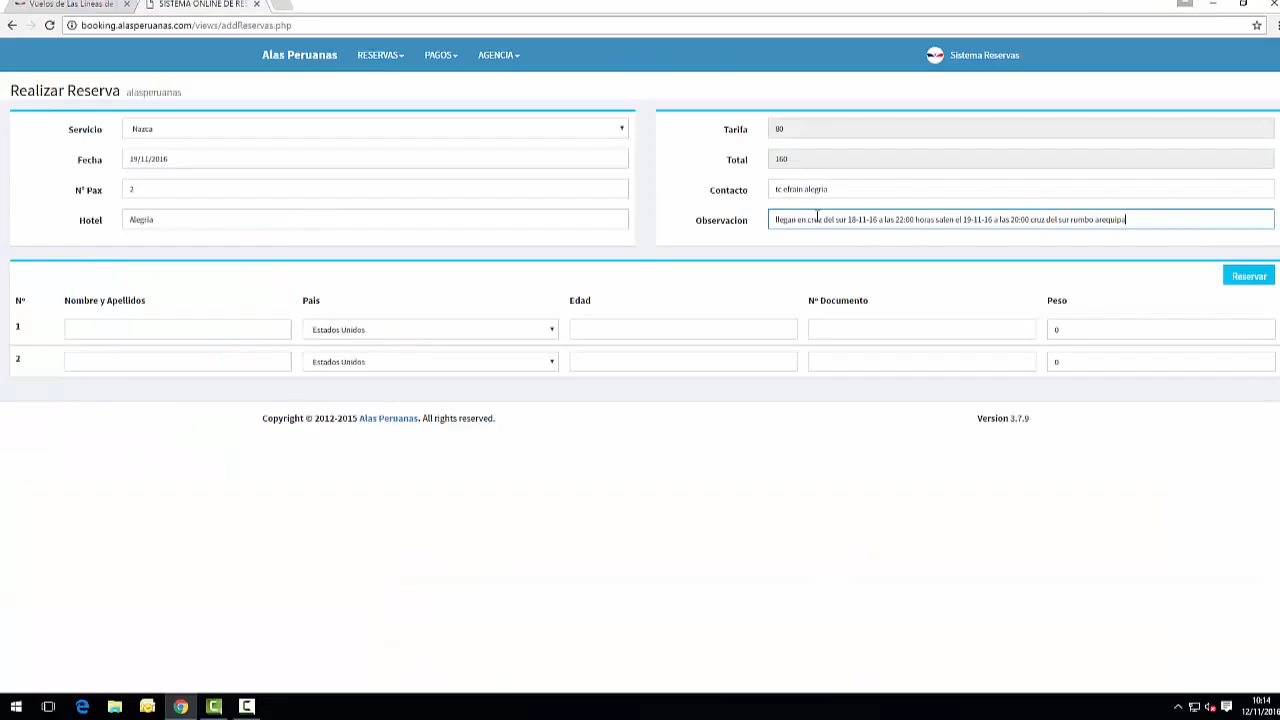 Vuelos de Las Lineas de
SISTEMA ONLINE DE RE
booking.alasperuanas.com/views/addReservas.php
Alas Peruanas RESERVAS PAGOS AGENCIA Sistema Reservas
Realizar Reserva alasperuanas
Servicio Nazca
Fecha 19/11/2016
N° Pax 2
Hotel Alegria
Tarifa 80
Total 160
Contacto tc efrain alegria
Observacion llegan en cruz del sur 18-11-16 a las 22:00 horas salen el 19-11-16 a las 20:00 cruz del sur rumbo arequipa
Reservar
Nº Nombre y Apellidos Pais Edad Nº Documento Peso
1 Estados Unidos 0
2 Estados Unidos 0
Copyright © 2012-2015 Alas Peruanas. All rights reserved. Version 3.7.9
10:14
12/11/2016